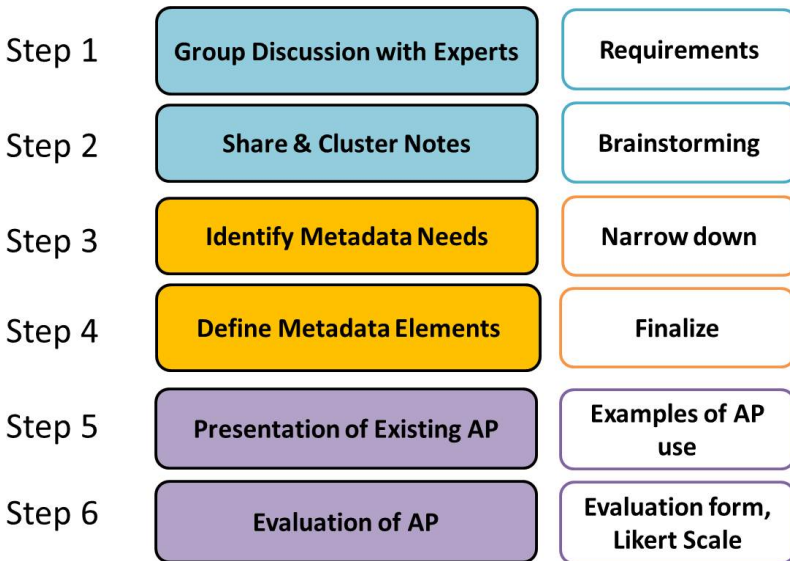 Step 1
Group Discussion with Experts
Requirements
Step 2
Share & Cluster Notes
Brainstorming
Step 3
Identify Metadata Needs
Narrow down
Step 4
Define Metadata Elements
Finalize
Step 5
Presentation of Existing AP
Examples of AP
use
Step 6
Evaluation of AP
Evaluation form,
Likert Scale